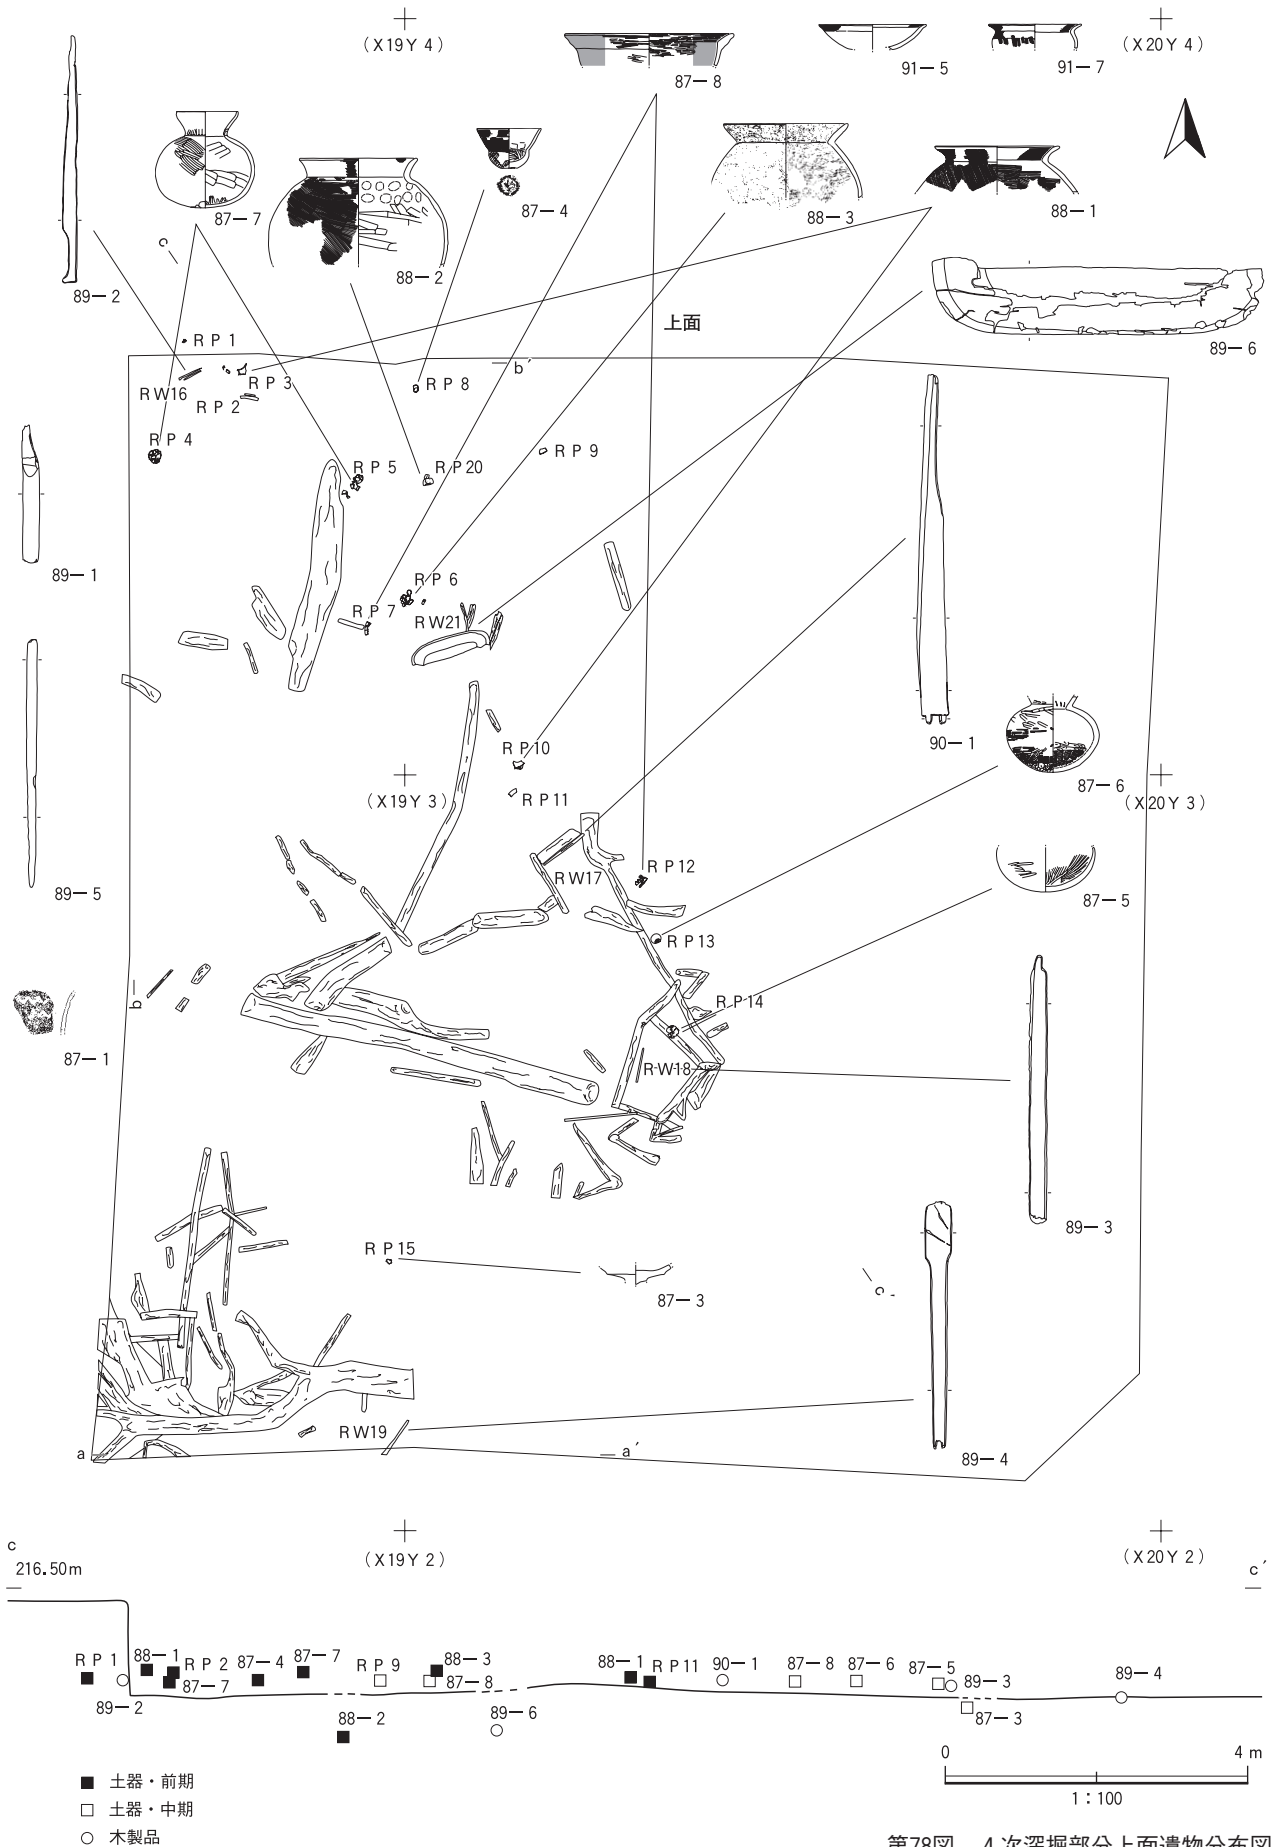 (X19Y4)
(X20Y4)
87－8
91－5
91－7
87－7
88－2
87－4
88－3
88－1
89－2
c
上面
89－6
RP1
b′
RW16
RP3
RP2
RP8
RP4
RP5
RP20
RP9
89－1
RP6
RP7
RW21
90－1
RP10
87－6
(X19Y3)
(X20Y3)
RP11
RP12
RW17
89－5
87－5
RP13
b
RP14
87－1
RW18
89－3
RP15
87－3
c′
RW19
a
a′
89－4
(X19Y2)
(X20Y2)
c
216.50m
c′
RP1
88－1
RP2
87－4
87－7
RP9
88－3
88－1
RP11
90－1
87－8
87－6
87－5
89－3
89－4
89－2
87－7
87－8
88－2
89－6
87－3
0
4 m
1：100
■ 土器・前期
□ 土器・中期
○ 木製品
第78図 4次深掘部分上面遺物分布図